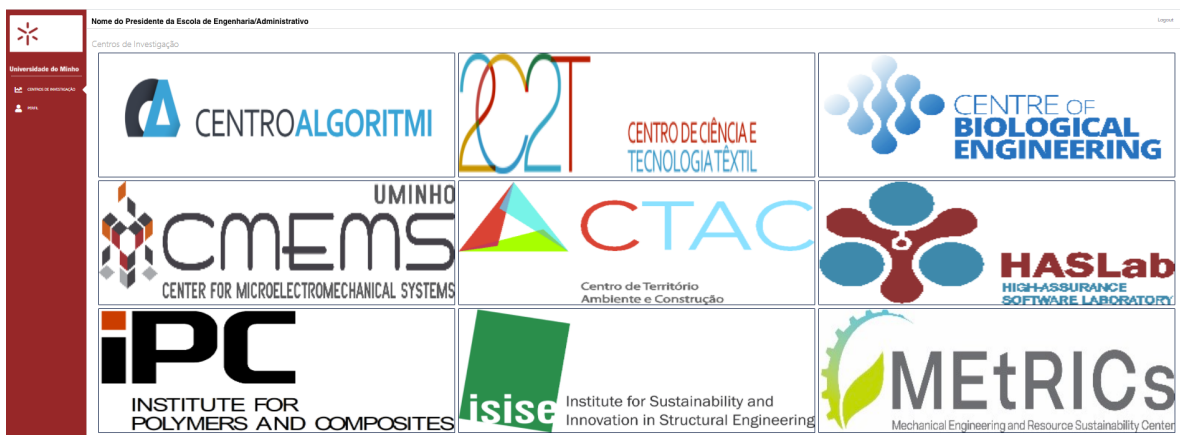 Nome do Presidente da Escola de Engenharia/Administrativo
Logout
Universidade do Minho
CENTROS DE INVESTIGAÇÃO
PERFIL
Centros de Investigação
CENTROALGORITMI
2C2T
CENTRO DE CIÊNCIA E
TECNOLOGIA TÊXTIL
CENTRE OF
BIOLOGICAL
ENGINEERING
UMINHO
CMEMS
CENTER FOR MICROELECTROMECHANICAL SYSTEMS
CTAC
Centro de Território
Ambiente e Construção
HASLab
HIGH-ASSURANCE
SOFTWARE LABORATORY
iPC
INSTITUTE FOR
POLYMERS AND COMPOSITES
isise
Institute for Sustainability and
Innovation in Structural Engineering
MEtRICs
Mechanical Engineering and Resource Sustainability Center